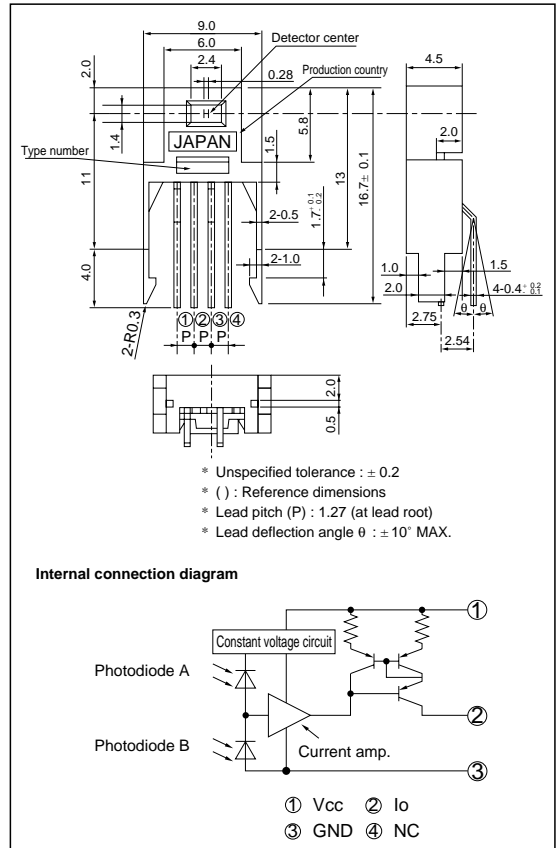 9.0
6.0
Detector center
2.4
0.28
Production country
2.0
1.4
JAPAN
Type number
1.5
5.8
11
13
16.7± 0.1
1.7 +0.1 -0.2
2-0.5
2-1.0
4.0
2-R0.3
① ② ③ ④
P P P
4.5
2.0
1.0
1.5
2.0
4-0.4 +0.2 -0.1
θ θ
2.75
2.54
2.0
0.5
* Unspecified tolerance : ± 0.2
* ( ) : Reference dimensions
* Lead pitch (P) : 1.27 (at lead root)
* Lead deflection angle θ : ± 10° MAX.
Internal connection diagram
①
Constant voltage circuit
Photodiode A
②
Photodiode B
Current amp.
③
① Vcc ② Io
③ GND ④ NC